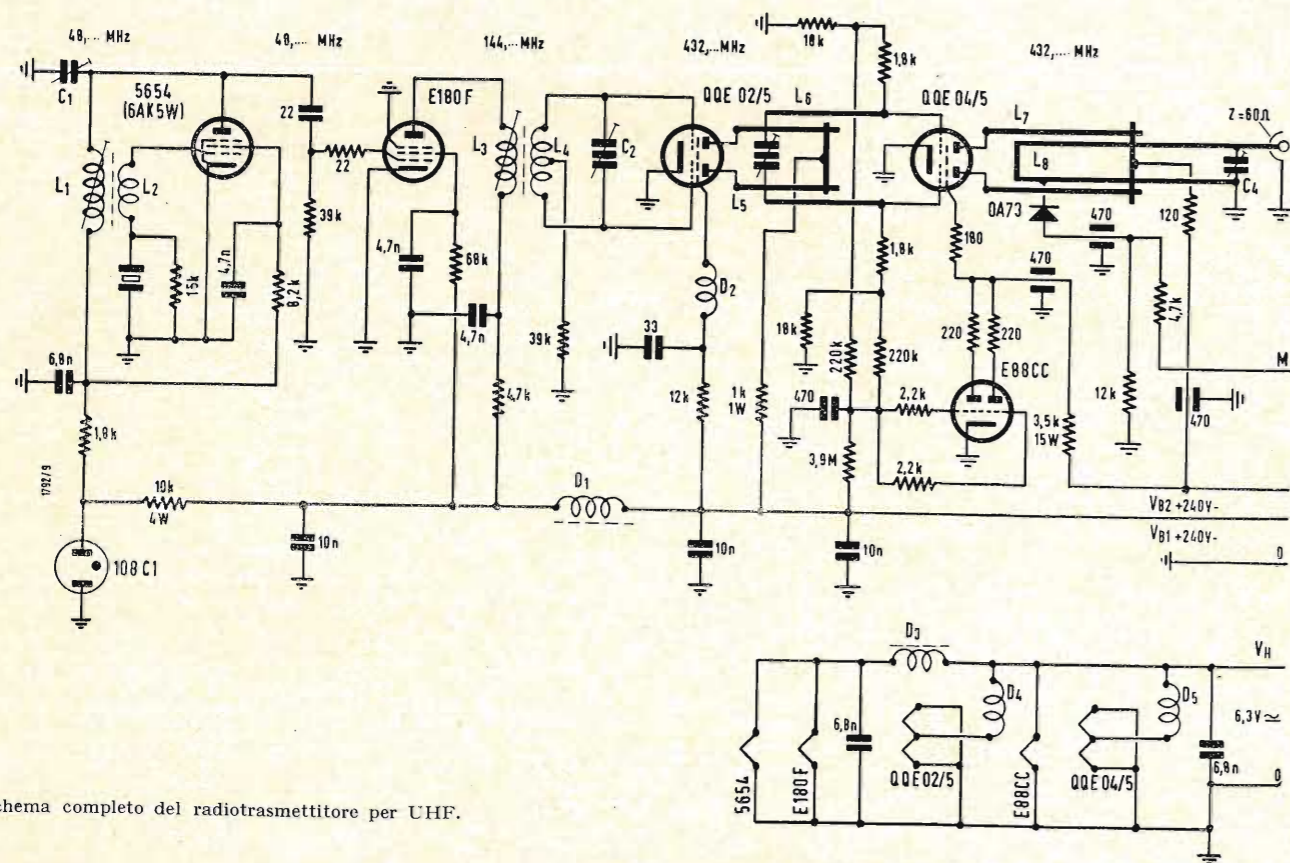 48,... MHz
48,... MHz
144,... MHz
432,...MHz
432,.... MHz
18k
1,8k
C1
5654
(6AK5W)
22
E180F
22
L1
L2
39k
4,7n
15k
8,2k
6,8n
1,8k
1792/9
10k
4W
108C1
10n
4,7n
68k
4,7n
L3
L4
C2
39k
4,7k
D1
QQE 02/5
L6
L5
D2
33
12k
1k
1W
10n
QQE 04/5
L7
L8
Z=60Ω
C4
0A73
470
120
180
1,8k
18k
220k
220k
470
3,9M
2,2k
2,2k
220
220
470
E88CC
3,5k
15W
12k
4,7k
470
M
10n
VB2 +240V-
VB1 +240V-
0
D3
VH
D4
D5
6,8n
6,3V≃
6,8n
0
5654
E180F
QQE02/5
E88CC
QQE04/5
chema completo del radiotrasmettitore per UHF.